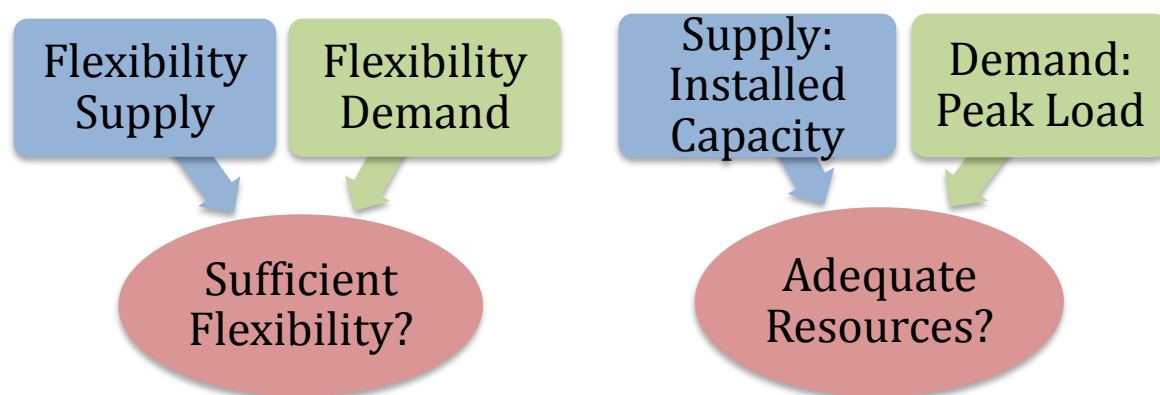 Flexibility
Supply
Flexibility
Demand
Sufficient
Flexibility?
Supply:
Installed
Capacity
Demand:
Peak Load
Adequate
Resources?